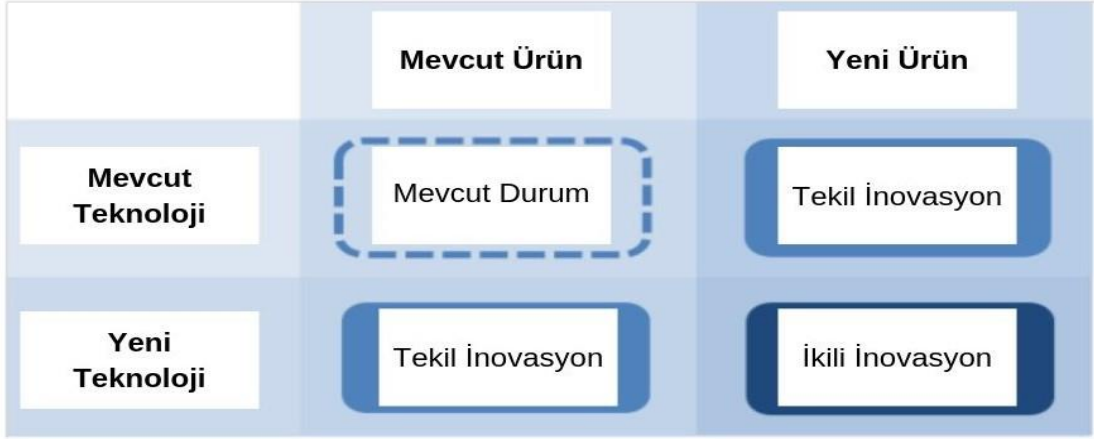 Mevcut Ürün
Yeni Ürün
Mevcut
Teknoloji
Mevcut Durum
Tekil İnovasyon
Yeni
Teknoloji
Tekil İnovasyon
İkili İnovasyon